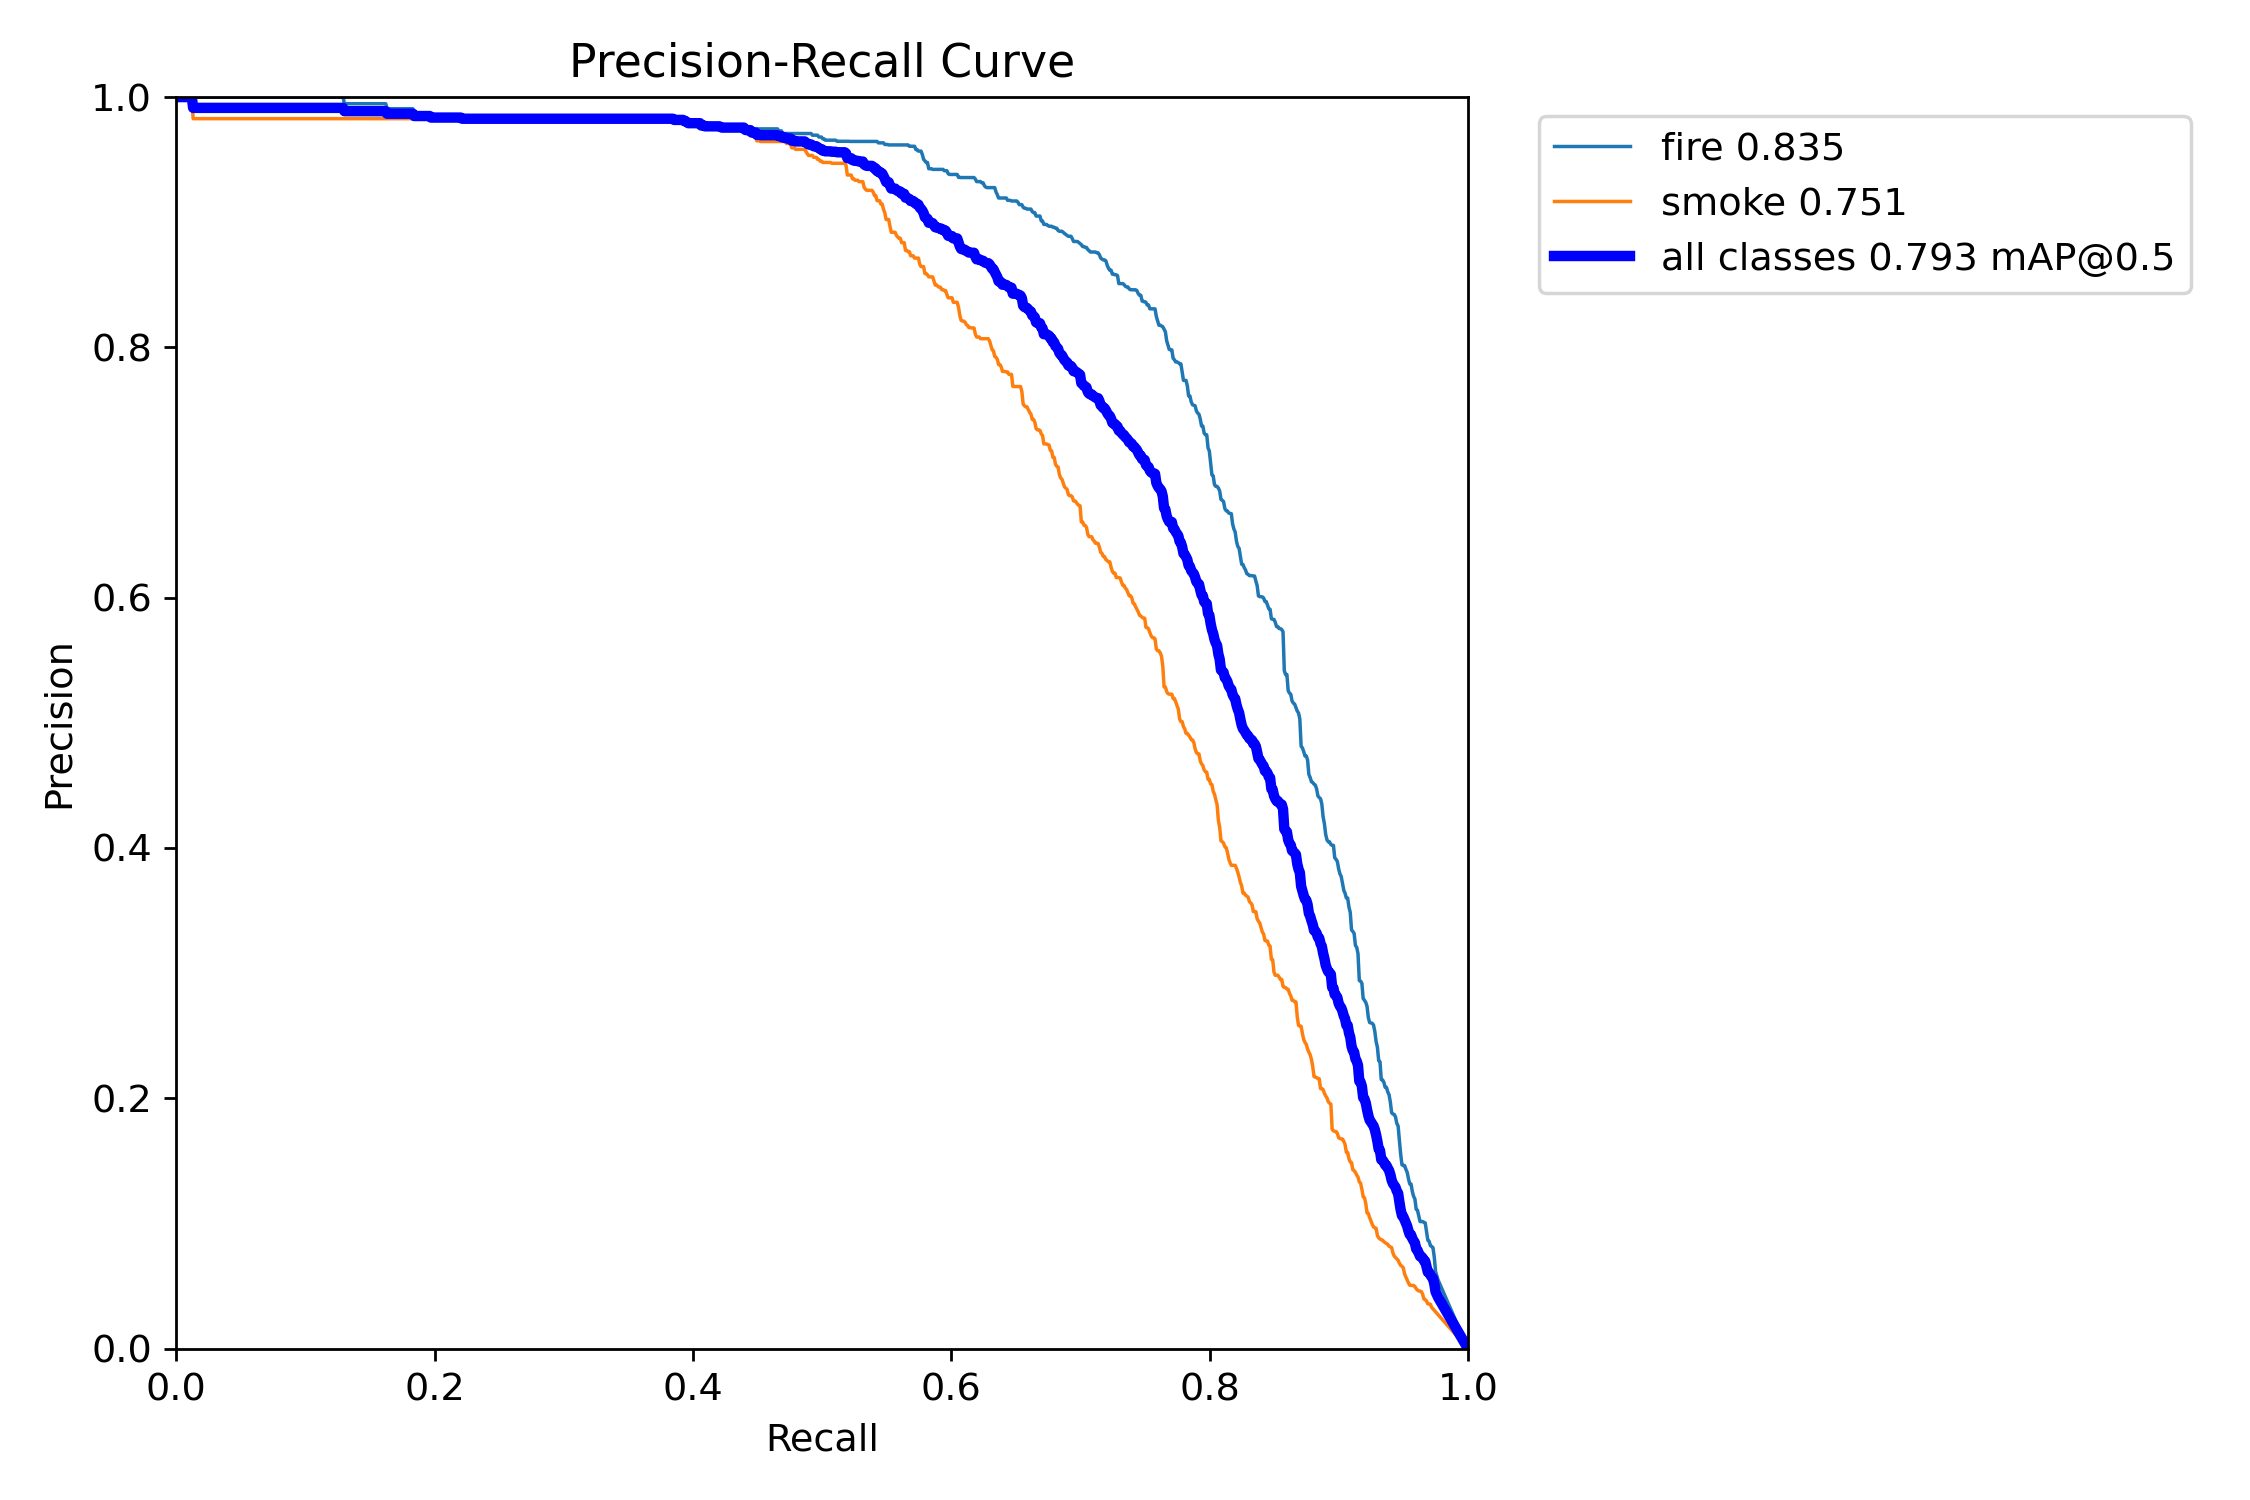 Precision-Recall Curve
fire 0.835
smoke 0.751
all classes 0.793 mAP@0.5
1.0
0.8
0.6
0.4
0.2
0.0
Precision
0.0 0.2 0.4 0.6 0.8 1.0
Recall